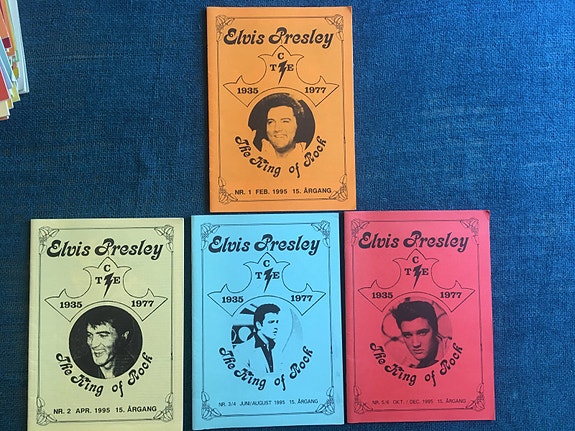 Elvis Presley
C
T E
1935 1977
The King of Rock
NR. 1 FEB. 1995 15. ÅRGANG
Elvis Presley
C
T E
1935 1977
The King of Rock
NR. 2 APR. 1995 15. ÅRGANG
Elvis Presley
C
T E
1935 1977
The King of Rock
NR. 3/4 JUNI/AUGUST 1995 15. ÅRGANG
Elvis Presley
C
T E
1935 1977
The King of Rock
NR. 5/6 OKT. / DEC. 1995 15. ÅRGANG